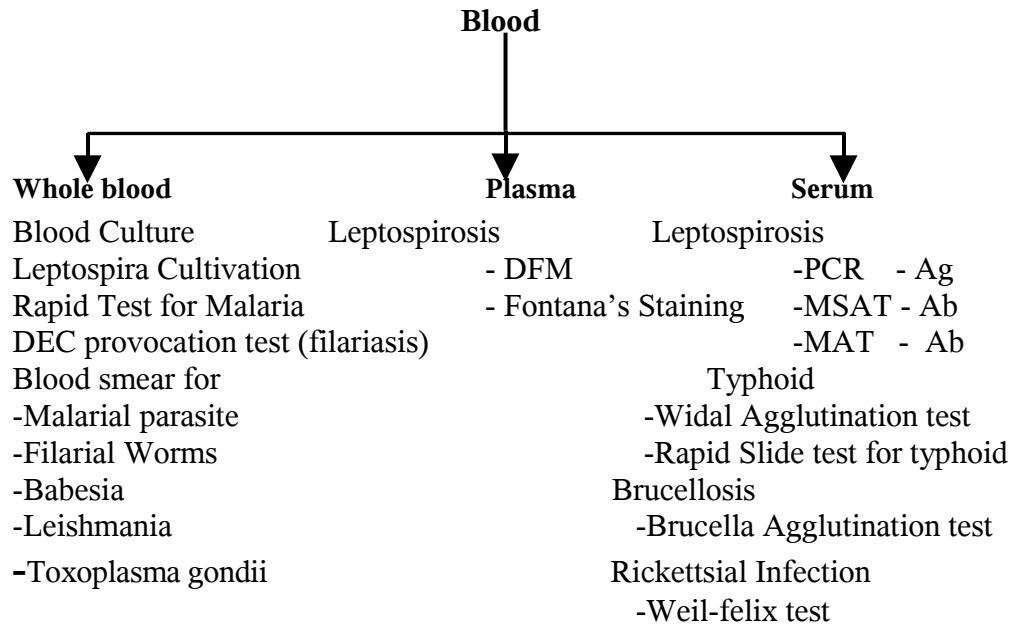 Blood
Whole blood Plasma Serum
Blood Culture Leptospirosis Leptospirosis
Leptospira Cultivation - DFM -PCR - Ag
Rapid Test for Malaria - Fontana’s Staining -MSAT - Ab
DEC provocation test (filariasis) -MAT - Ab
Blood smear for Typhoid
-Malarial parasite -Widal Agglutination test
-Filarial Worms -Rapid Slide test for typhoid
-Babesia Brucellosis
-Leishmania -Brucella Agglutination test
-Toxoplasma gondii Rickettsial Infection
-Weil-felix test